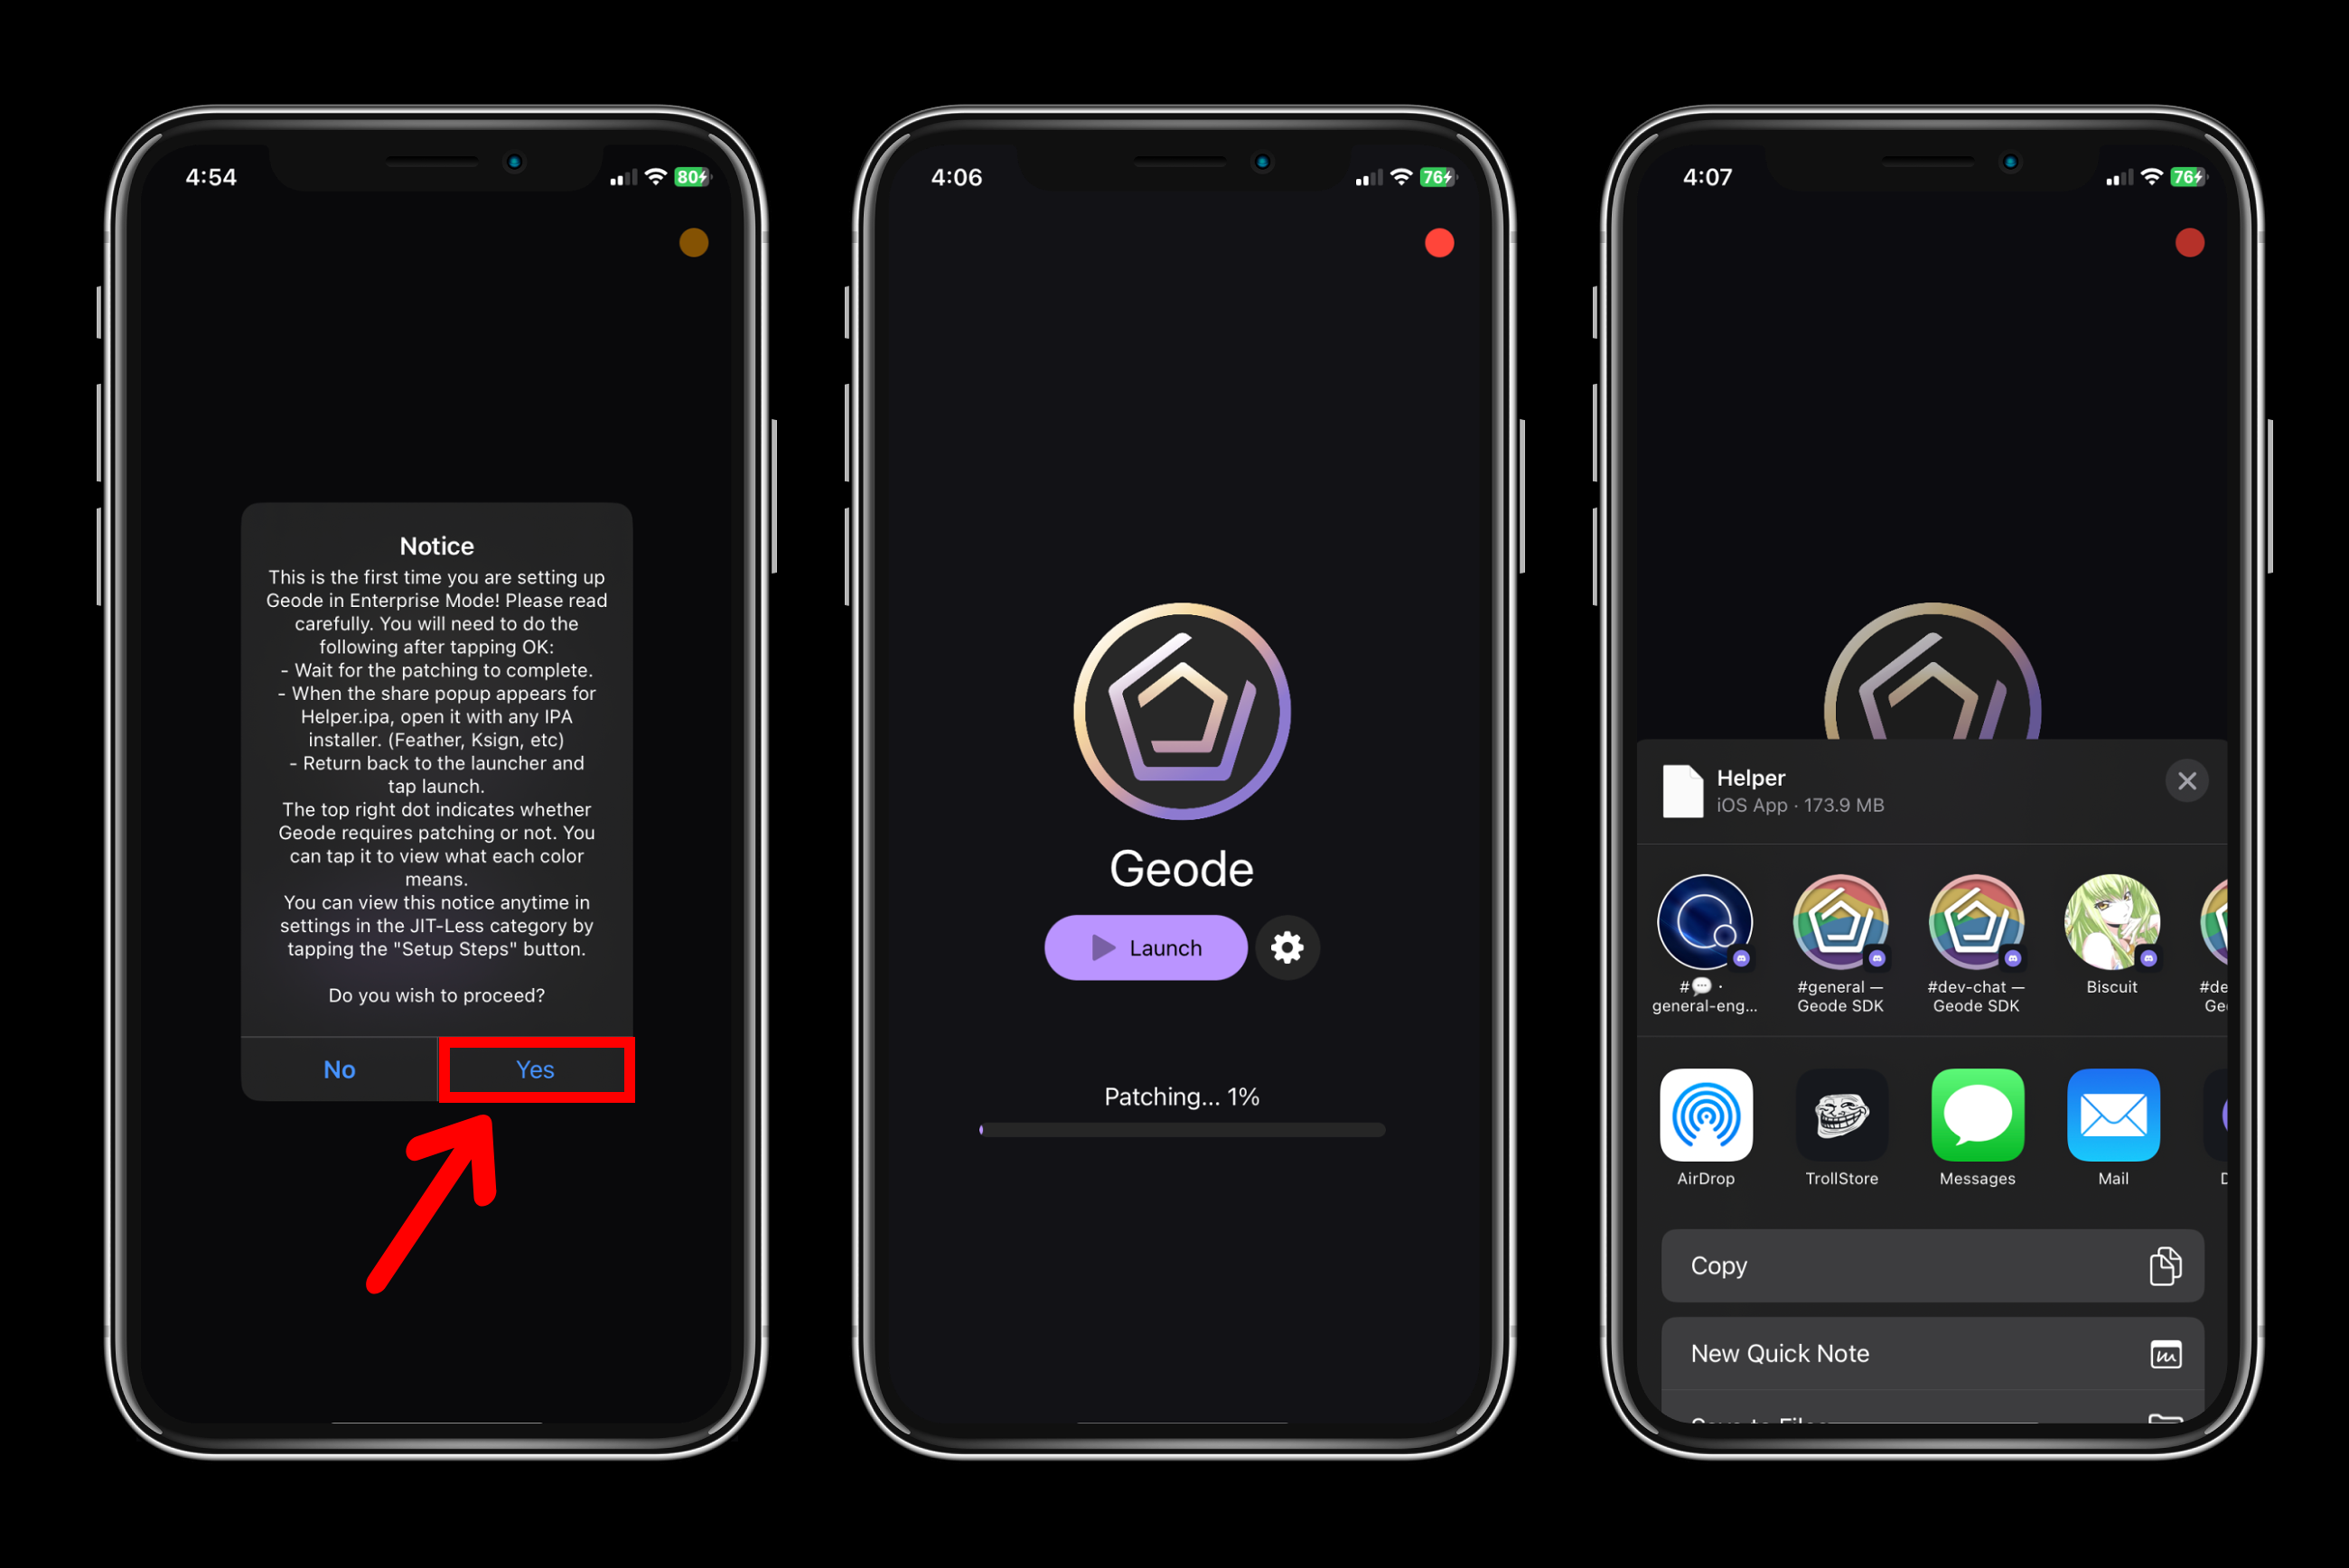 4:54
80
Notice
This is the first time you are setting up
Geode in Enterprise Mode! Please read
carefully. You will need to do the
following after tapping OK:
- Wait for the patching to complete.
- When the share popup appears for
Helper.ipa, open it with any IPA
installer. (Feather, Ksign, etc)
- Return back to the launcher and
tap launch.
The top right dot indicates whether
Geode requires patching or not. You
can tap it to view what each color
means.
You can view this notice anytime in
settings in the JIT-Less category by
tapping the "Setup Steps" button.
Do you wish to proceed?
No
Yes
4:06
76
Geode
Launch
Patching... 1%
4:07
76
Helper
iOS App · 173.9 MB
#💬 ·
general-eng...
#general —
Geode SDK
#dev-chat —
Geode SDK
Biscuit
#de
Ge
AirDrop
TrollStore
Messages
Mail
D
Copy
New Quick Note
Save to Files